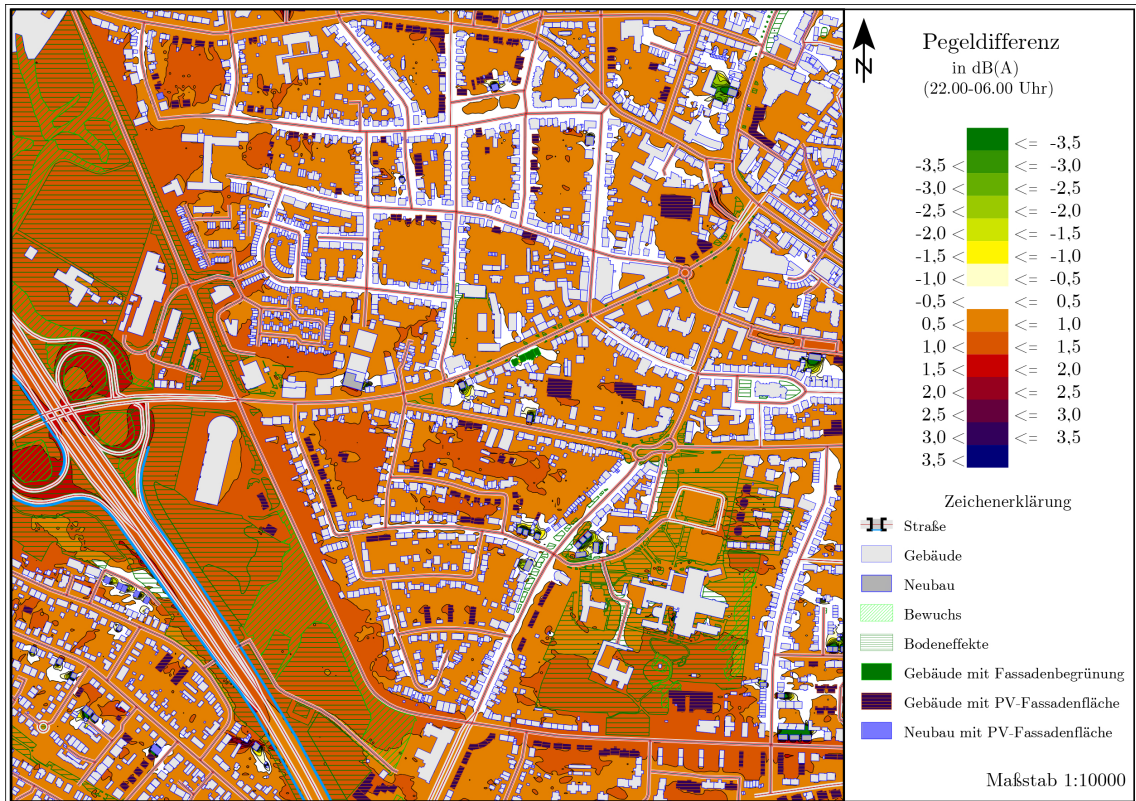 Pegeldifferenz
in dB(A)
(22.00-06.00 Uhr)
N
<= -3.5
-3.5 < <= -3.0
-3.0 < <= -2.5
-2.5 < <= -2.0
-2.0 < <= -1,5
-1.5 < <= -1.0
-1.0 < <= -0.5
-0.5 < <= 0.5
0.5 < <= 1.0
1.0 < <= 1.5
1.5 < <= 2.0
2.0 < <= 2.5
2.5 < <= 3.0
3.0 < <= 3.5
3,5 <
Zeichenerklärung
Straße
Gebäude
Neubau
Bewuchs
Bodeneffekte
Gebäude mit Fassadenbegrünung
Gebäude mit PV-Fassadenfläche
Neubau mit PV-Fassadenfläche
Maßstab 1:10000